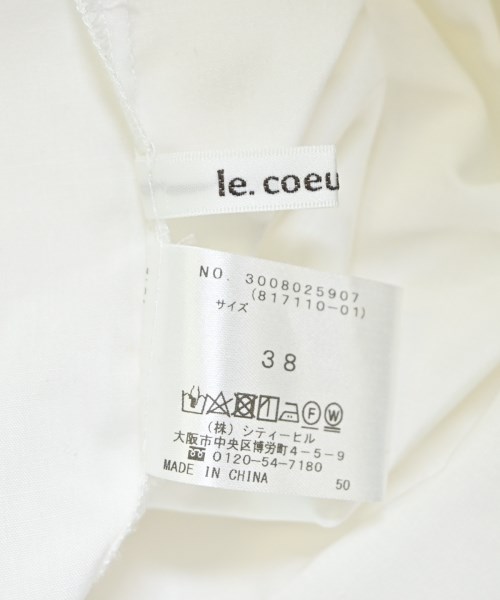 le. coeu
NO. 3008025907
(817110-01)
サイズ
38
F W
(株) シティーヒル
大阪市中央区博労町4-5-9
0120-54-7180
MADE IN CHINA 50